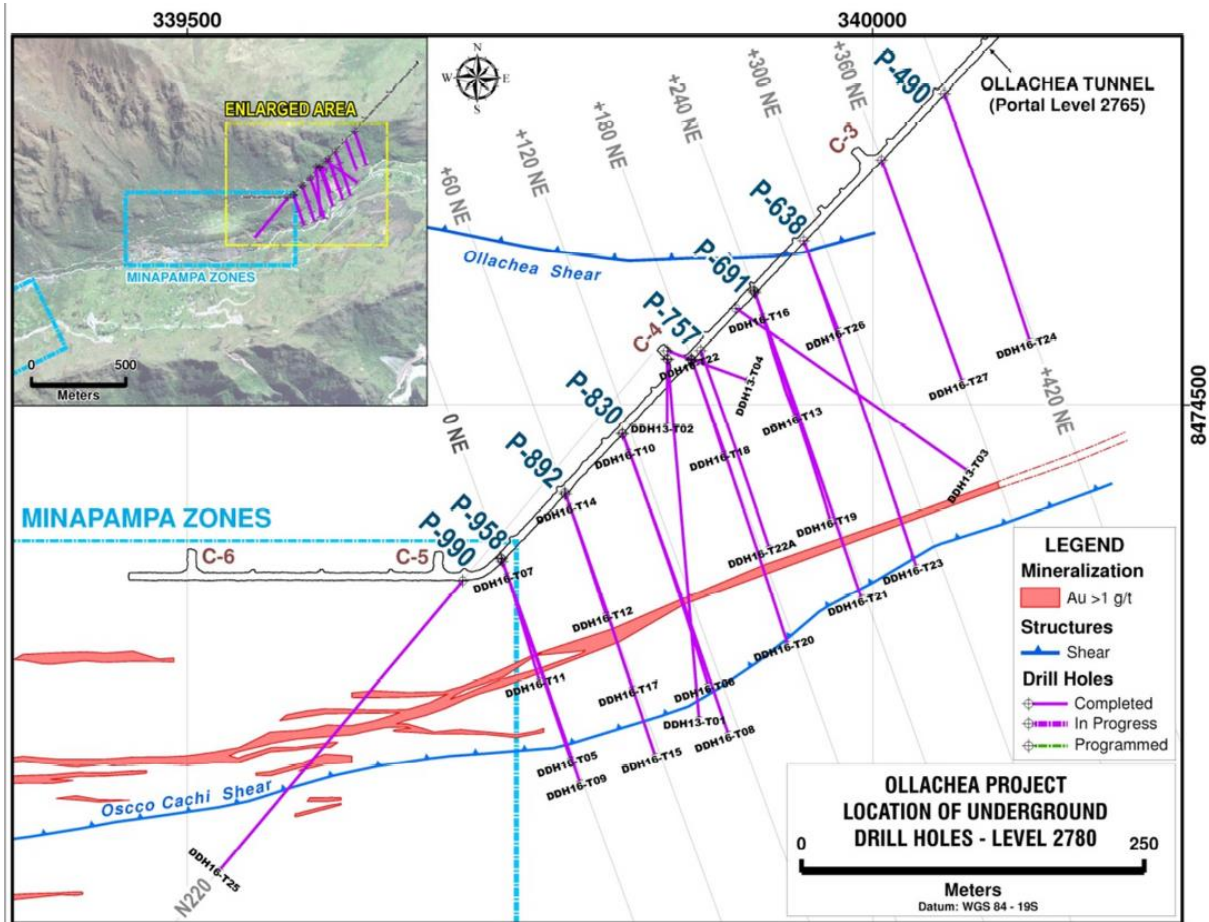 339500
340000
N
W
E
S
ENLARGED AREA
MINAPAMPA ZONES
0
500
Meters
+60 NE
+120 NE
+180 NE
+240 NE
+300 NE
+360 NE
P-490
OLLACHEA TUNNEL
(Portal Level 2765)
C-3
P-638
Ollachea Shear
P-691
DDH16-T16
DDH16-T26
DDH16-T24
P-757
C-4
DDH16-T22
DDH13-T04
DDH16-T27
+420 NE
8474500
P-830
DDH13-T02
DDH16-T13
DDH16-T10
DDH16-T18
0 NE
DDH13-T03
P-892
DDH16-T14
MINAPAMPA ZONES
P-958
P-990
C-6
C-5
DDH16-T07
DDH16-T19
DDH16-T22A
DDH16-T23
DDH16-T21
DDH16-T12
DDH16-T20
DDH16-T11
DDH16-T17
DDH16-T06
DDH13-T01
DDH16-T08
DDH16-T05
DDH16-T15
DDH16-T09
Oscco Cachi Shear
DDH16-T25
N220
LEGEND
Mineralization
Au >1 g/t
Structures
Shear
Drill Holes
Completed
In Progress
Programmed
OLLACHEA PROJECT
LOCATION OF UNDERGROUND
DRILL HOLES - LEVEL 2780
0
250
Meters
Datum: WGS 84 - 19S